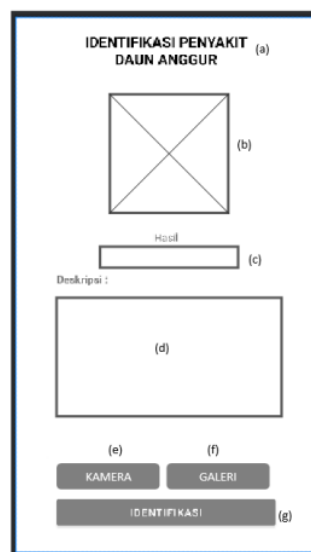 IDENTIFIKASI PENYAKIT (a)
DAUN ANGGUR
(b)
Hasil
(c)
Deskripsi :
(d)
(e) (f)
KAMERA GALERI
IDENTIFIKASI (g)